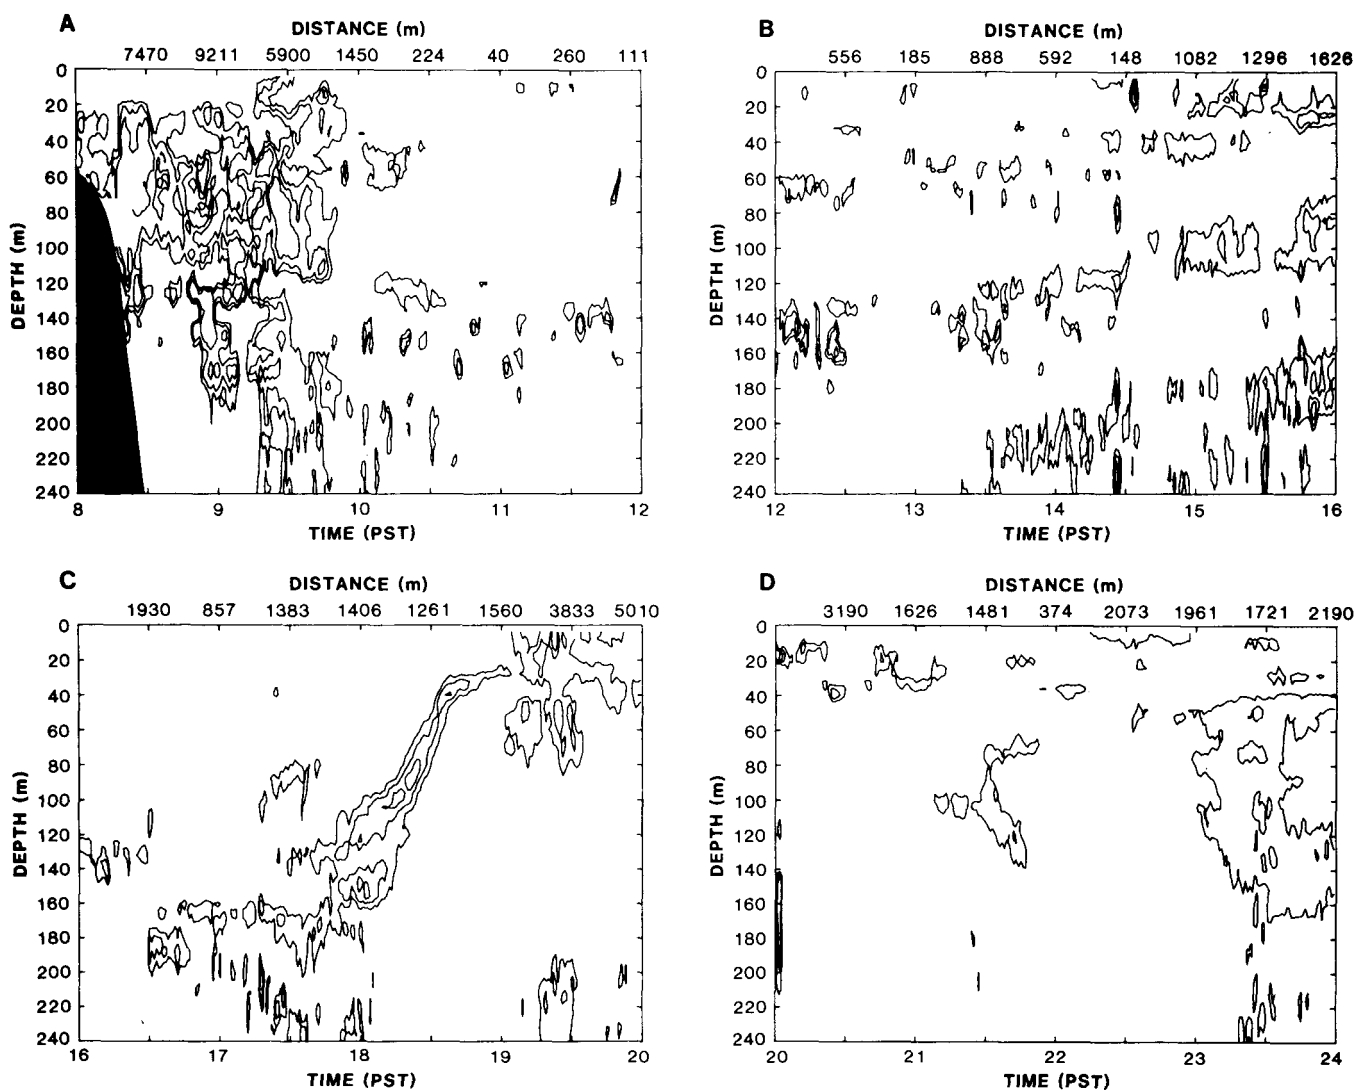 A
DISTANCE (m)
7470 9211 5900 1450 224 40 260 111
0
20
40
60
80
100
120
140
160
180
200
220
240
DEPTH (m)
8 9 10 11 12
TIME (PST)
B
DISTANCE (m)
556 185 888 592 148 1082 1296 1626
0
20
40
60
80
100
120
140
160
180
200
220
240
DEPTH (m)
12 13 14 15 16
TIME (PST)
C
DISTANCE (m)
1930 857 1383 1406 1261 1560 3833 5010
0
20
40
60
80
100
120
140
160
180
200
220
240
DEPTH (m)
16 17 18 19 20
TIME (PST)
D
DISTANCE (m)
3190 1626 1481 374 2073 1961 1721 2190
0
20
40
60
80
100
120
140
160
180
200
220
240
DEPTH (m)
20 21 22 23 24
TIME (PST)